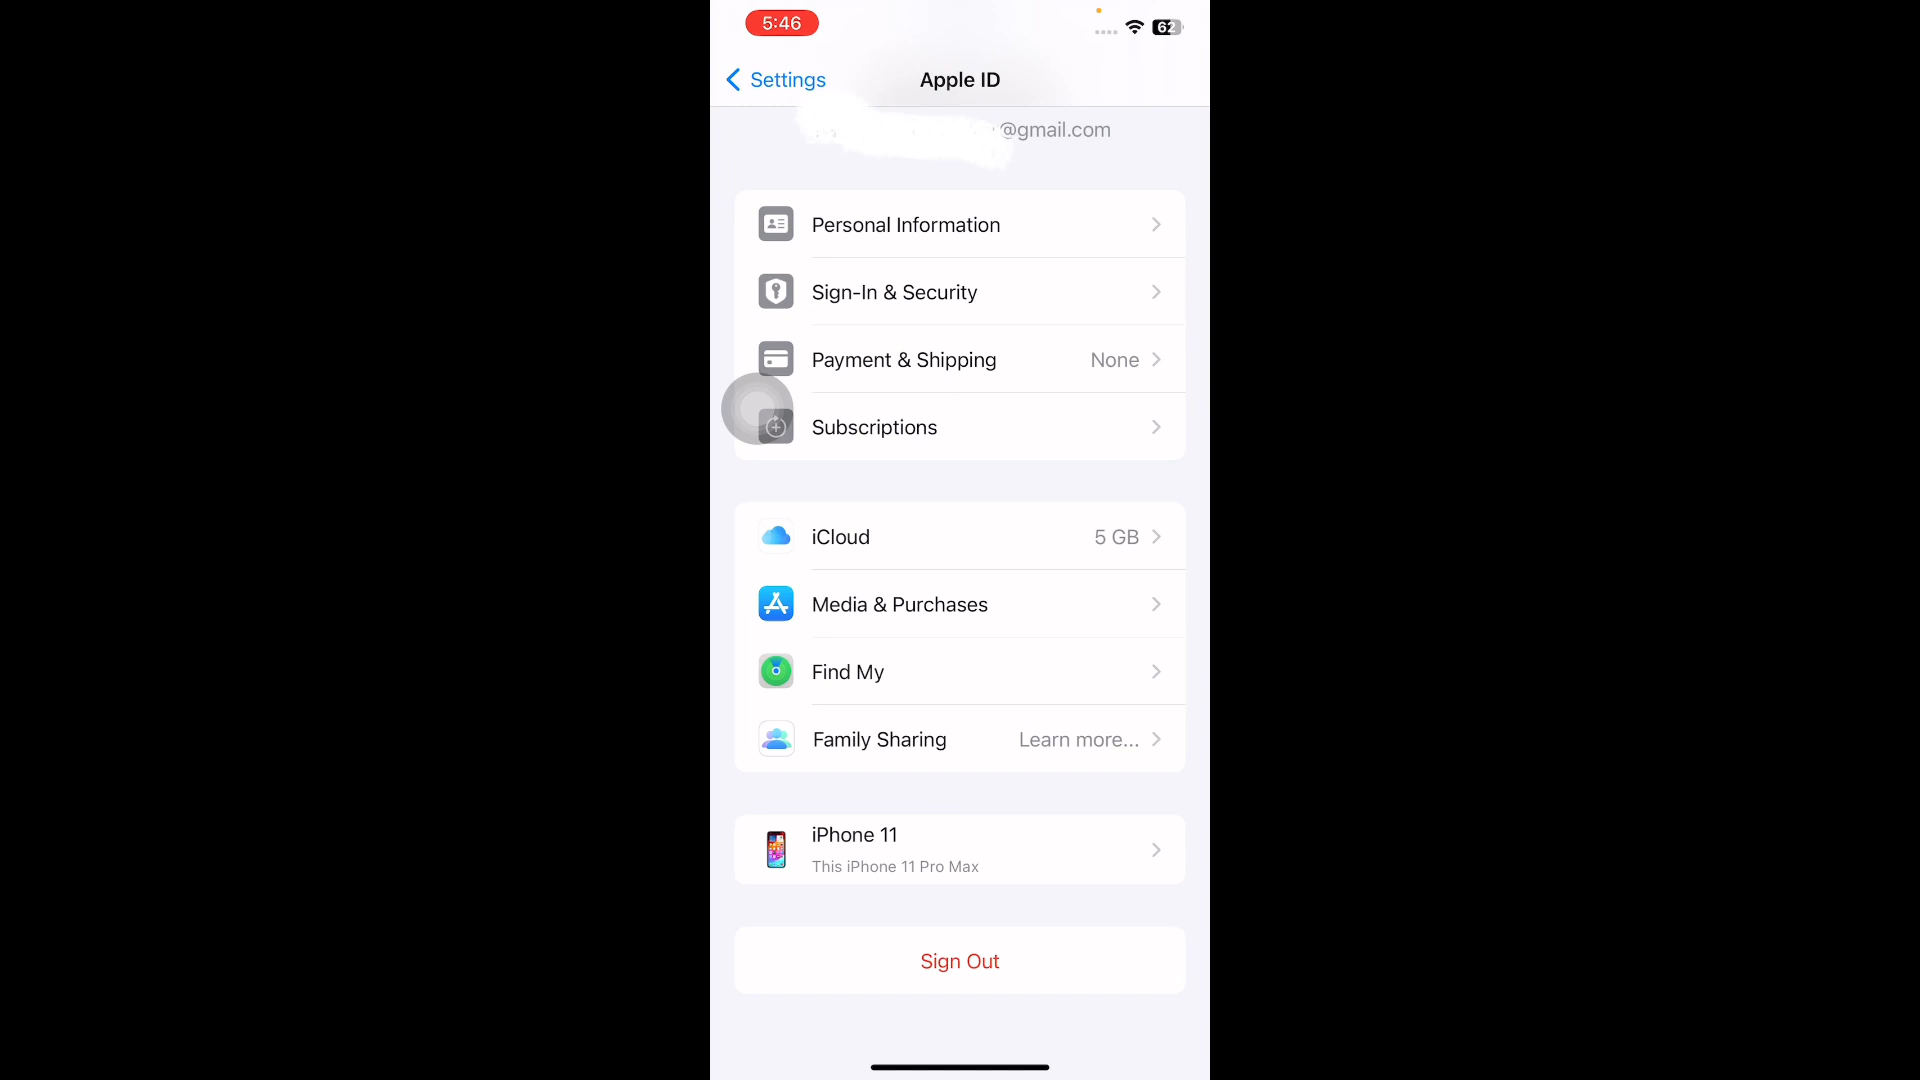 5:46
62
Settings
Apple ID
@gmail.com
Personal Information
Sign-In & Security
Payment & Shipping None
Subscriptions
iCloud 5 GB
Media & Purchases
Find My
Family Sharing Learn more...
iPhone 11
This iPhone 11 Pro Max
Sign Out